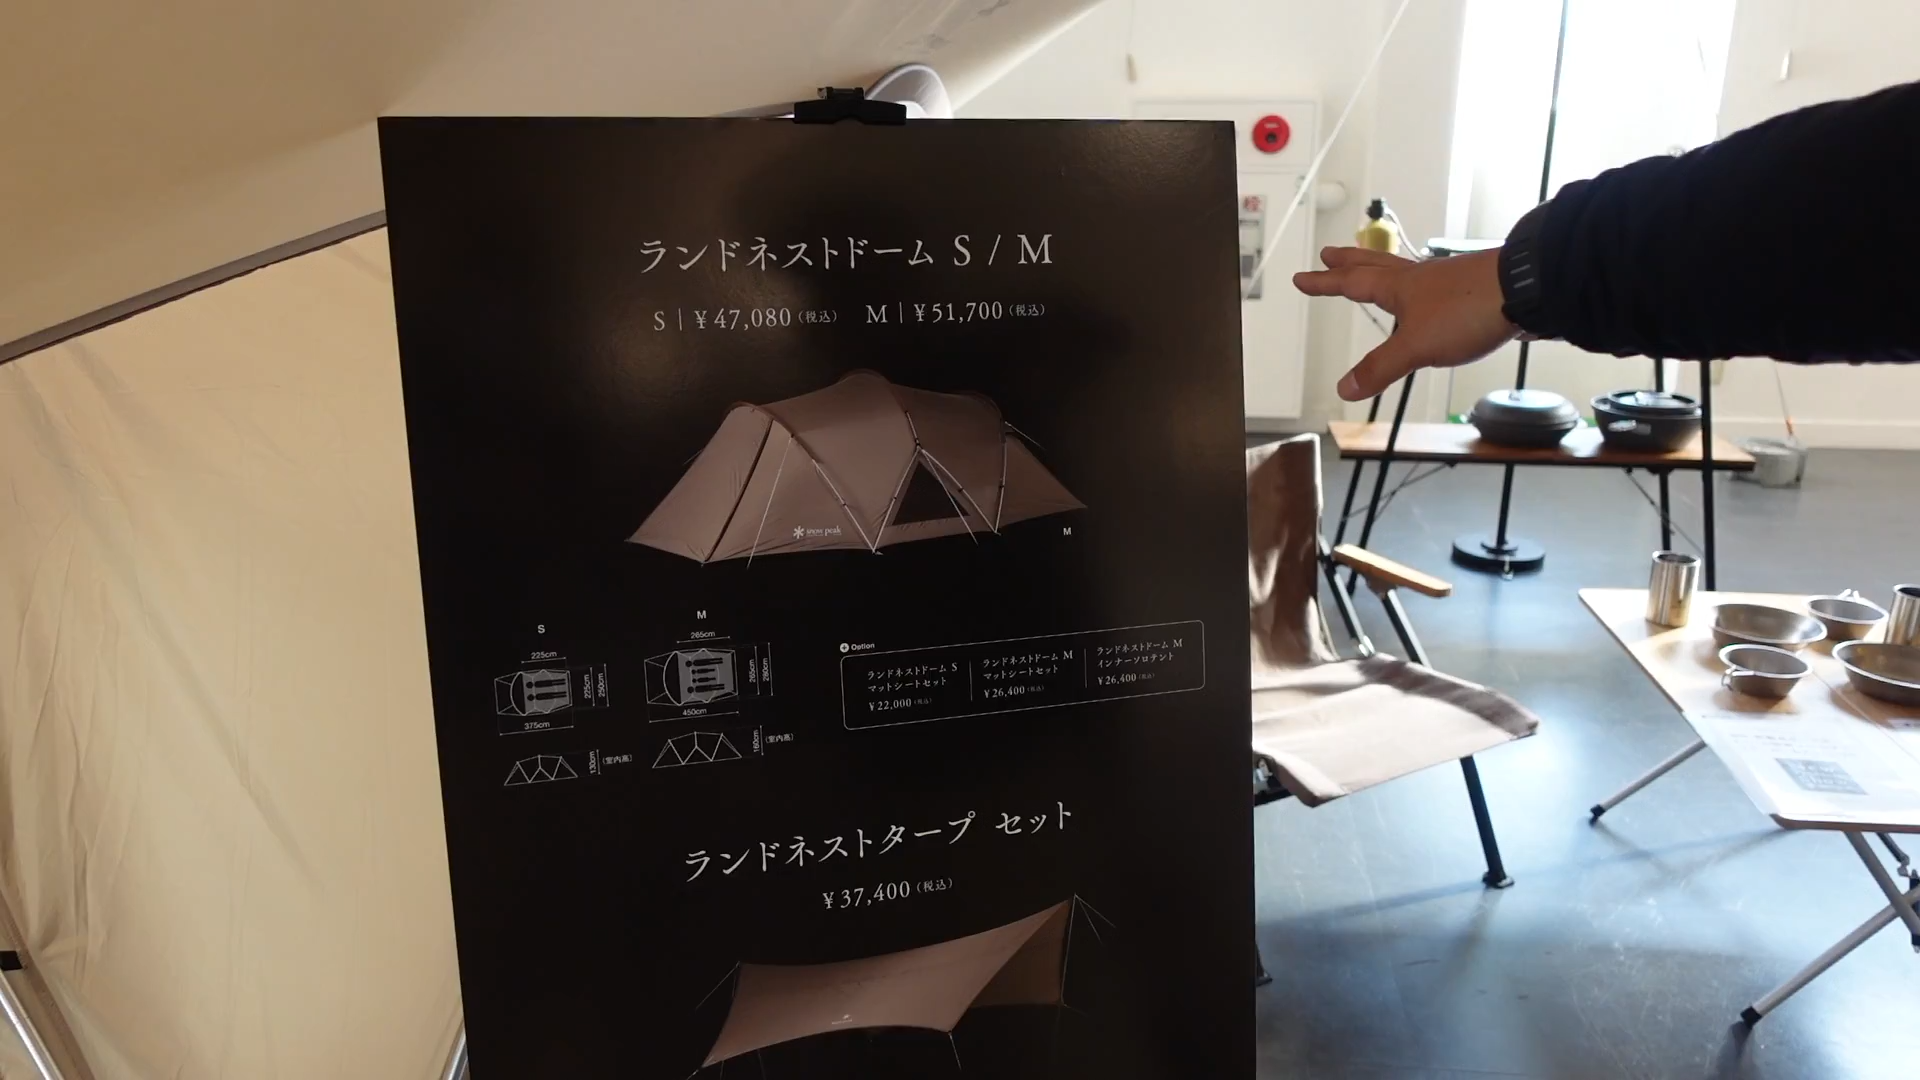 ランドネストドーム S / M
S | ¥47,080（税込） M | ¥51,700（税込）
snow peak
M
S
225cm
225cm
250cm
375cm
130cm
（室内高）
M
265cm
265cm
280cm
450cm
160cm
（室内高）
Option
ランドネストドーム S
マットシートセット
¥22,000（税込）
ランドネストドーム M
マットシートセット
¥26,400（税込）
ランドネストドーム M
インナーソロテント
¥26,400（税込）
ランドネストタープ セット
¥37,400（税込）